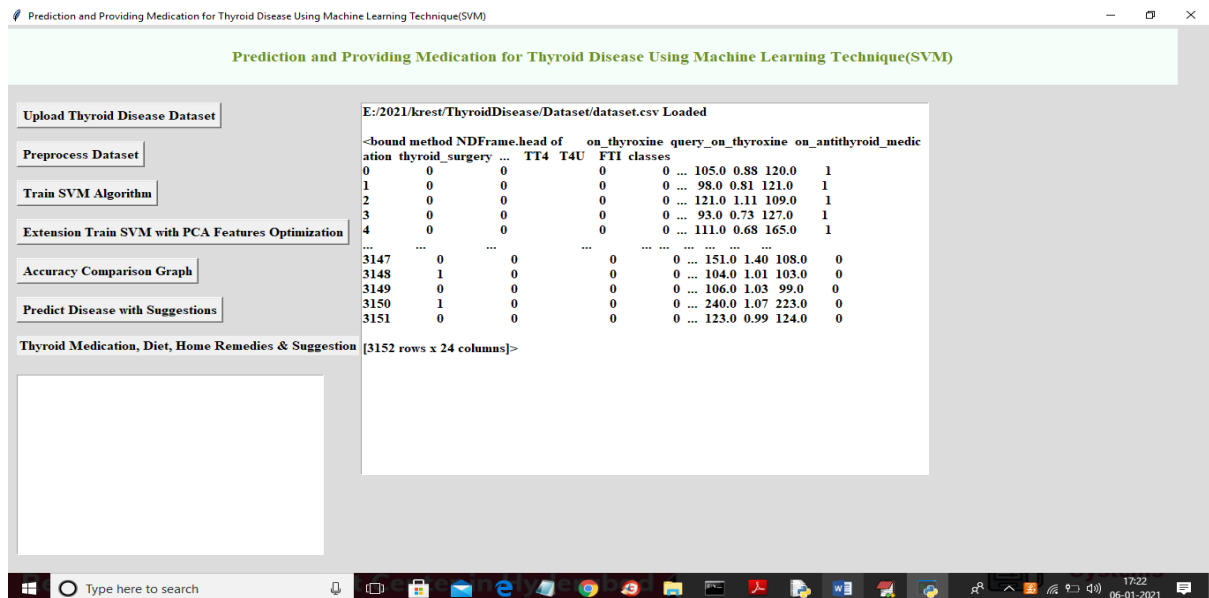 Prediction and Providing Medication for Thyroid Disease Using Machine Learning Technique(SVM)
Prediction and Providing Medication for Thyroid Disease Using Machine Learning Technique(SVM)
Upload Thyroid Disease Dataset
Preprocess Dataset
Train SVM Algorithm
Extension Train SVM with PCA Features Optimization
Accuracy Comparison Graph
Predict Disease with Suggestions
Thyroid Medication, Diet, Home Remedies & Suggestion
E:/2021/krest/ThyroidDisease/Dataset/dataset.csv Loaded
<bound method NDFrame.head of on_thyroxine query_on_thyroxine on_antithyroid_medic
ation thyroid_surgery ... TT4 T4U FTI classes
0 0 0 0 0 ... 105.0 0.88 120.0 1
1 0 0 0 0 ... 98.0 0.81 121.0 1
2 0 0 0 0 ... 121.0 1.11 109.0 1
3 0 0 0 0 ... 93.0 0.73 127.0 1
4 0 0 0 0 ... 111.0 0.68 165.0 1
... ... ... ... ... ... ... ... ... ...
3147 0 0 0 0 ... 151.0 1.40 108.0 0
3148 1 0 0 0 ... 104.0 1.01 103.0 0
3149 0 0 0 0 ... 106.0 1.03 99.0 0
3150 1 0 0 0 ... 240.0 1.07 223.0 0
3151 0 0 0 0 ... 123.0 0.99 124.0 0
[3152 rows x 24 columns]>
Type here to search
17:22
06-01-2021